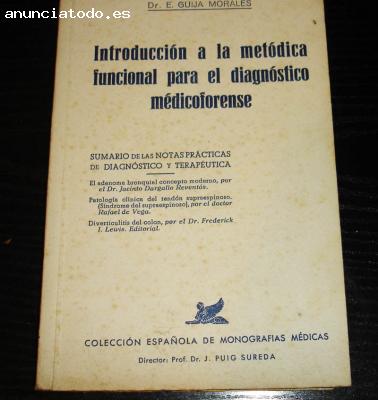 anunciatodo.es
Dr. E. GUIJA MORALES
Introducción a la metódica
funcional para el diagnóstico
médicoforense
SUMARIO DE LAS NOTAS PRÁCTICAS
DE DIAGNÓSTICO Y TERAPÉUTICA
El adenoma bronquial concepto moderno, por
el Dr. Jacinto Dargallo Reventós.
Patología clínica del tendón supraespinoso.
(Síndrome del supraespinoso), por el doctor
Rafael de Vega.
Diverticulitis del colon, por el Dr. Frederick
I. Lewis. Editorial.
COLECCIÓN ESPAÑOLA DE MONOGRAFIAS MÉDICAS
Director: Prof. Dr. J. PUIG SUREDA